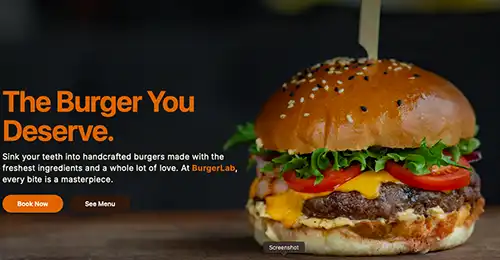 The Burger You
Deserve.
Sink your teeth into handcrafted burgers made with the
freshest ingredients and a whole lot of love. At BurgerLab,
every bite is a masterpiece.
Book Now
See Menu
Screenshot